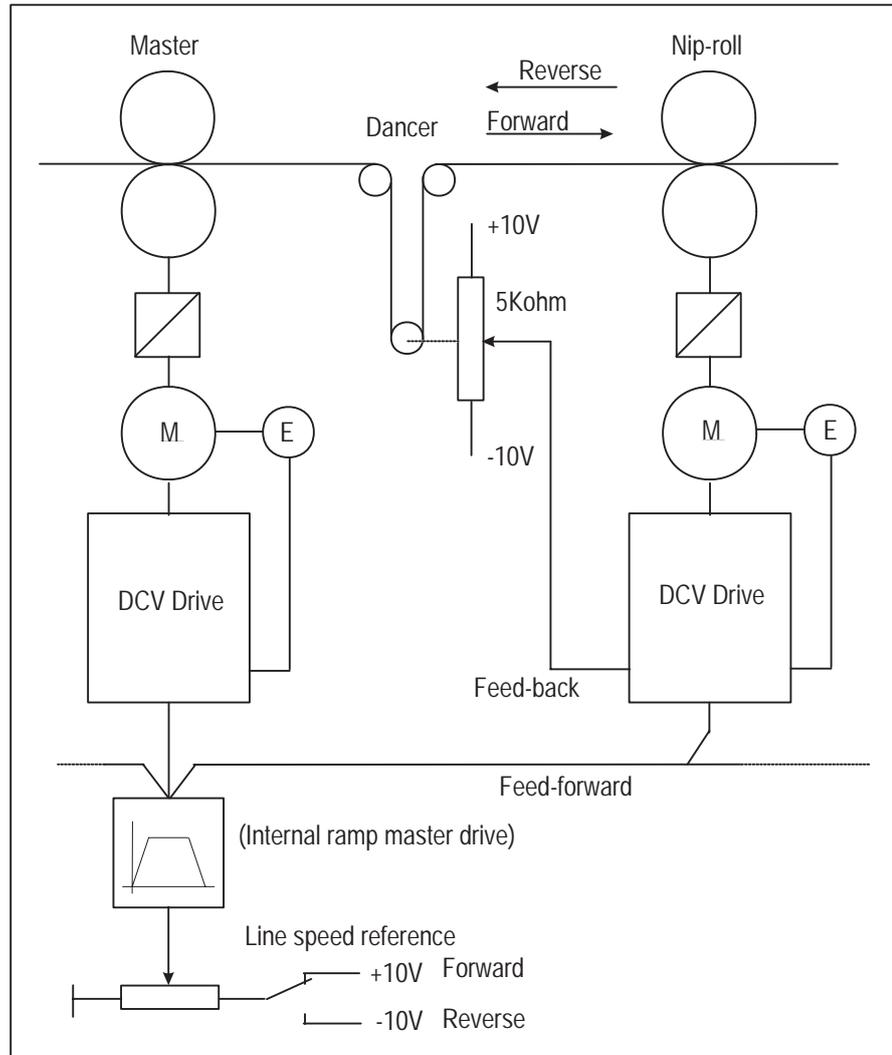 Master
Nip-roll
Reverse
Forward
Dancer
+10V
5Kohm
-10V
M
E
M
E
DCV Drive
DCV Drive
Feed-back
Feed-forward
(Internal ramp master drive)
Line speed reference
+10V Forward
-10V Reverse